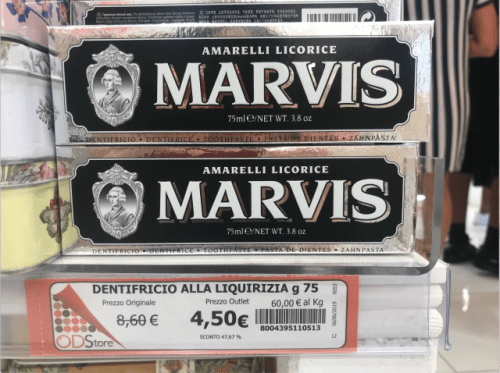 AMARELLI LICORICE
MARVIS
75ml ℮/NET WT. 3.8 oz
DENTIFRICIO • DENTIFRICE • TOOTHPASTE • PASTA DE DIENTES • ZAHNPASTA
AMARELLI LICORICE
MARVIS
75ml ℮/NET WT. 3.8 oz
DENTIFRICIO • DENTIFRICE • TOOTHPASTE • PASTA DE DIENTES • ZAHNPASTA
DENTIFRICIO ALLA LIQUIRIZIA g 75
Prezzo Originale
Prezzo Outlet
60,00 € al Kg
8,60 €
4,50€
8004395110513
SCONTO 47,67 %
ODStore
12